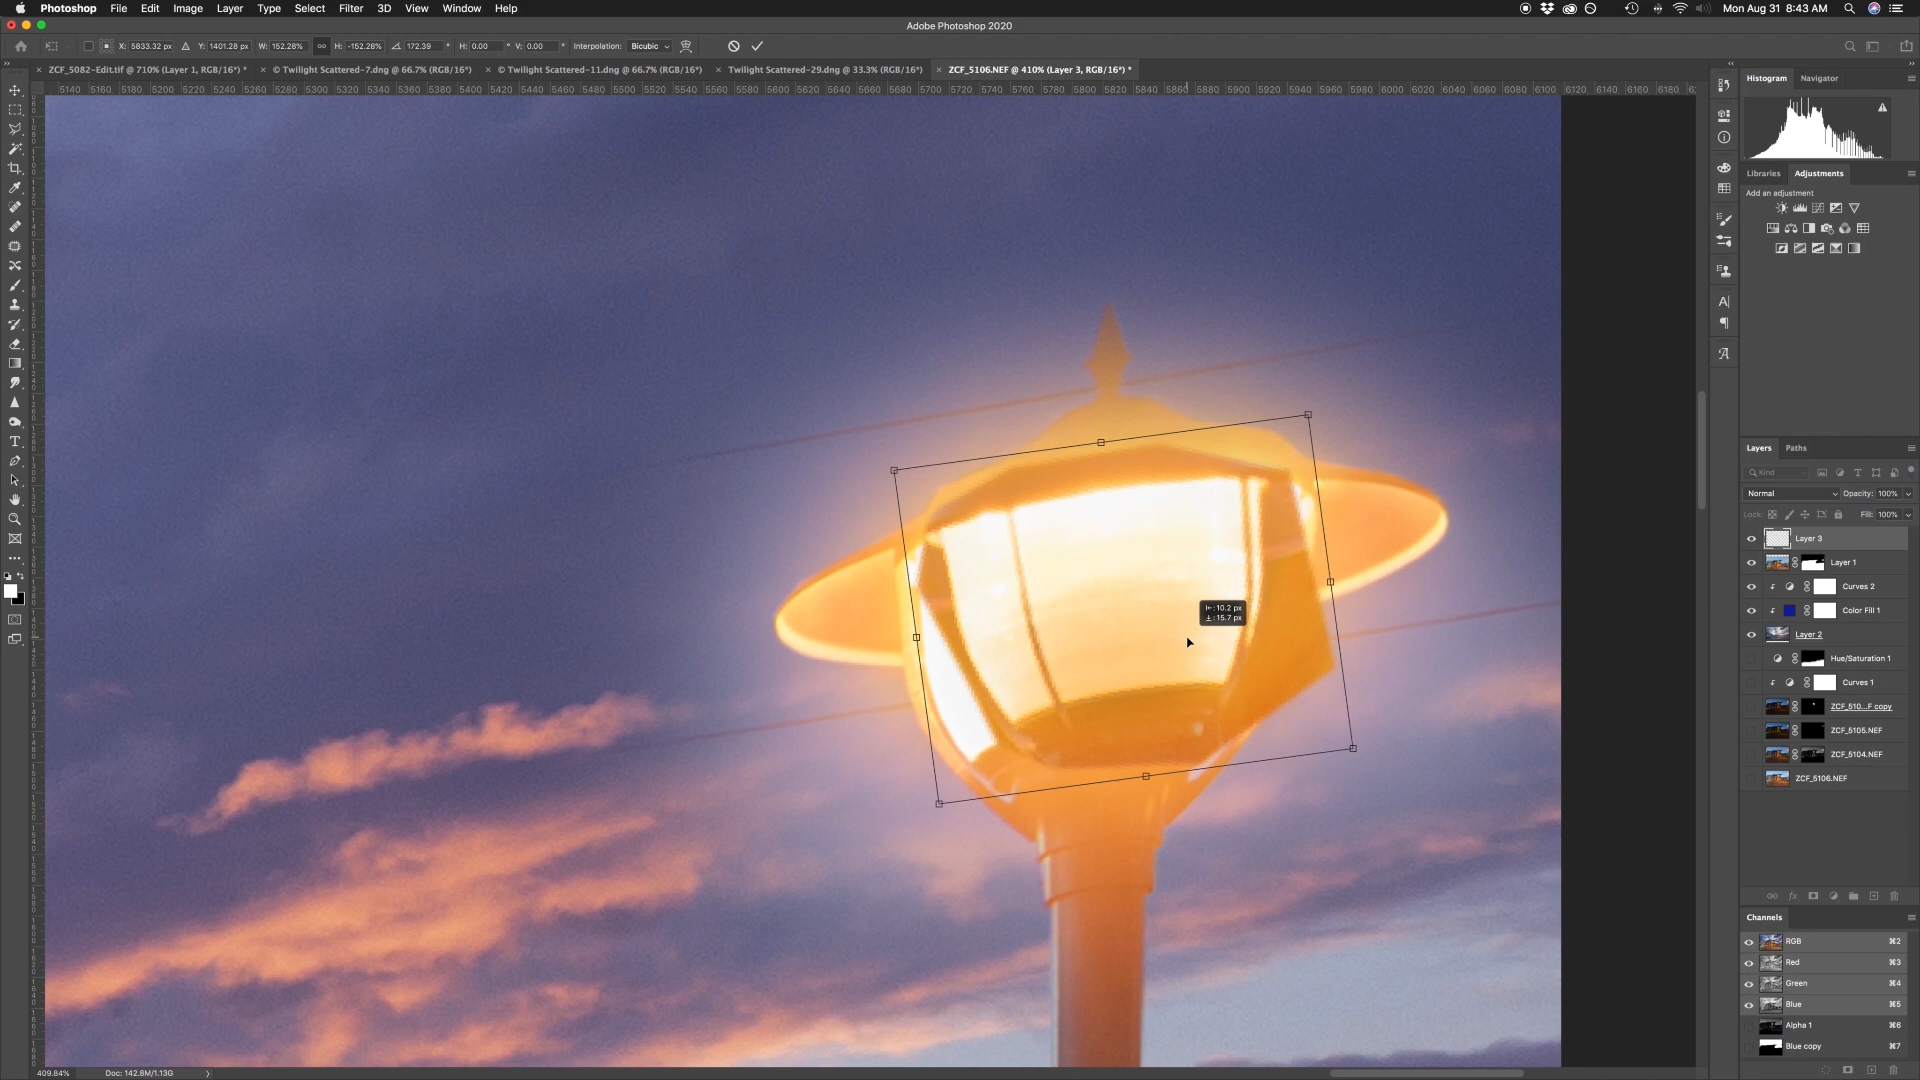 Photoshop File Edit Image Layer Type Select Filter 3D View Window Help Mon Aug 31 8:43 AM
Adobe Photoshop 2020
X: 5833.32 px Y: 1401.28 px W: 152.28% H: -152.28% 172.39 ° H: 0.00 ° V: 0.00 ° Interpolation: Bicubic
ZCF_5082-Edit.tif @ 710% (Layer 1, RGB/16*) * © Twilight Scattered-7.dng @ 66.7% (RGB/16*) © Twilight Scattered-11.dng @ 66.7% (RGB/16*) Twilight Scattered-29.dng @ 33.3% (RGB/16*) ZCF_5106.NEF @ 410% (Layer 3, RGB/16*) *
5140 5160 5180 5200 5220 5240 5260 5280 5300 5320 5340 5360 5380 5400 5420 5440 5460 5480 5500 5520 5540 5560 5580 5600 5620 5640 5660 5680 5700 5720 5740 5760 5780 5800 5820 5840 5860 5880 5900 5920 5940 5960 5980 6000 6020 6040 6060 6080 6100 6120 6140 6160 6180
Histogram Navigator
Libraries Adjustments
Add an adjustment
Layers Paths
Kind
Normal Opacity: 100%
Lock: Fill: 100%
Layer 3
Layer 1
Curves 2
Color Fill 1
Layer 2
Hue/Saturation 1
Curves 1
ZCF_510...F copy
ZCF_5105.NEF
ZCF_5104.NEF
ZCF_5106.NEF
10.2 px
15.7 px
Channels
RGB ⌘2
Red ⌘3
Green ⌘4
Blue ⌘5
Alpha 1 ⌘6
Blue copy ⌘7
409.84% Doc: 142.8M/1.13G